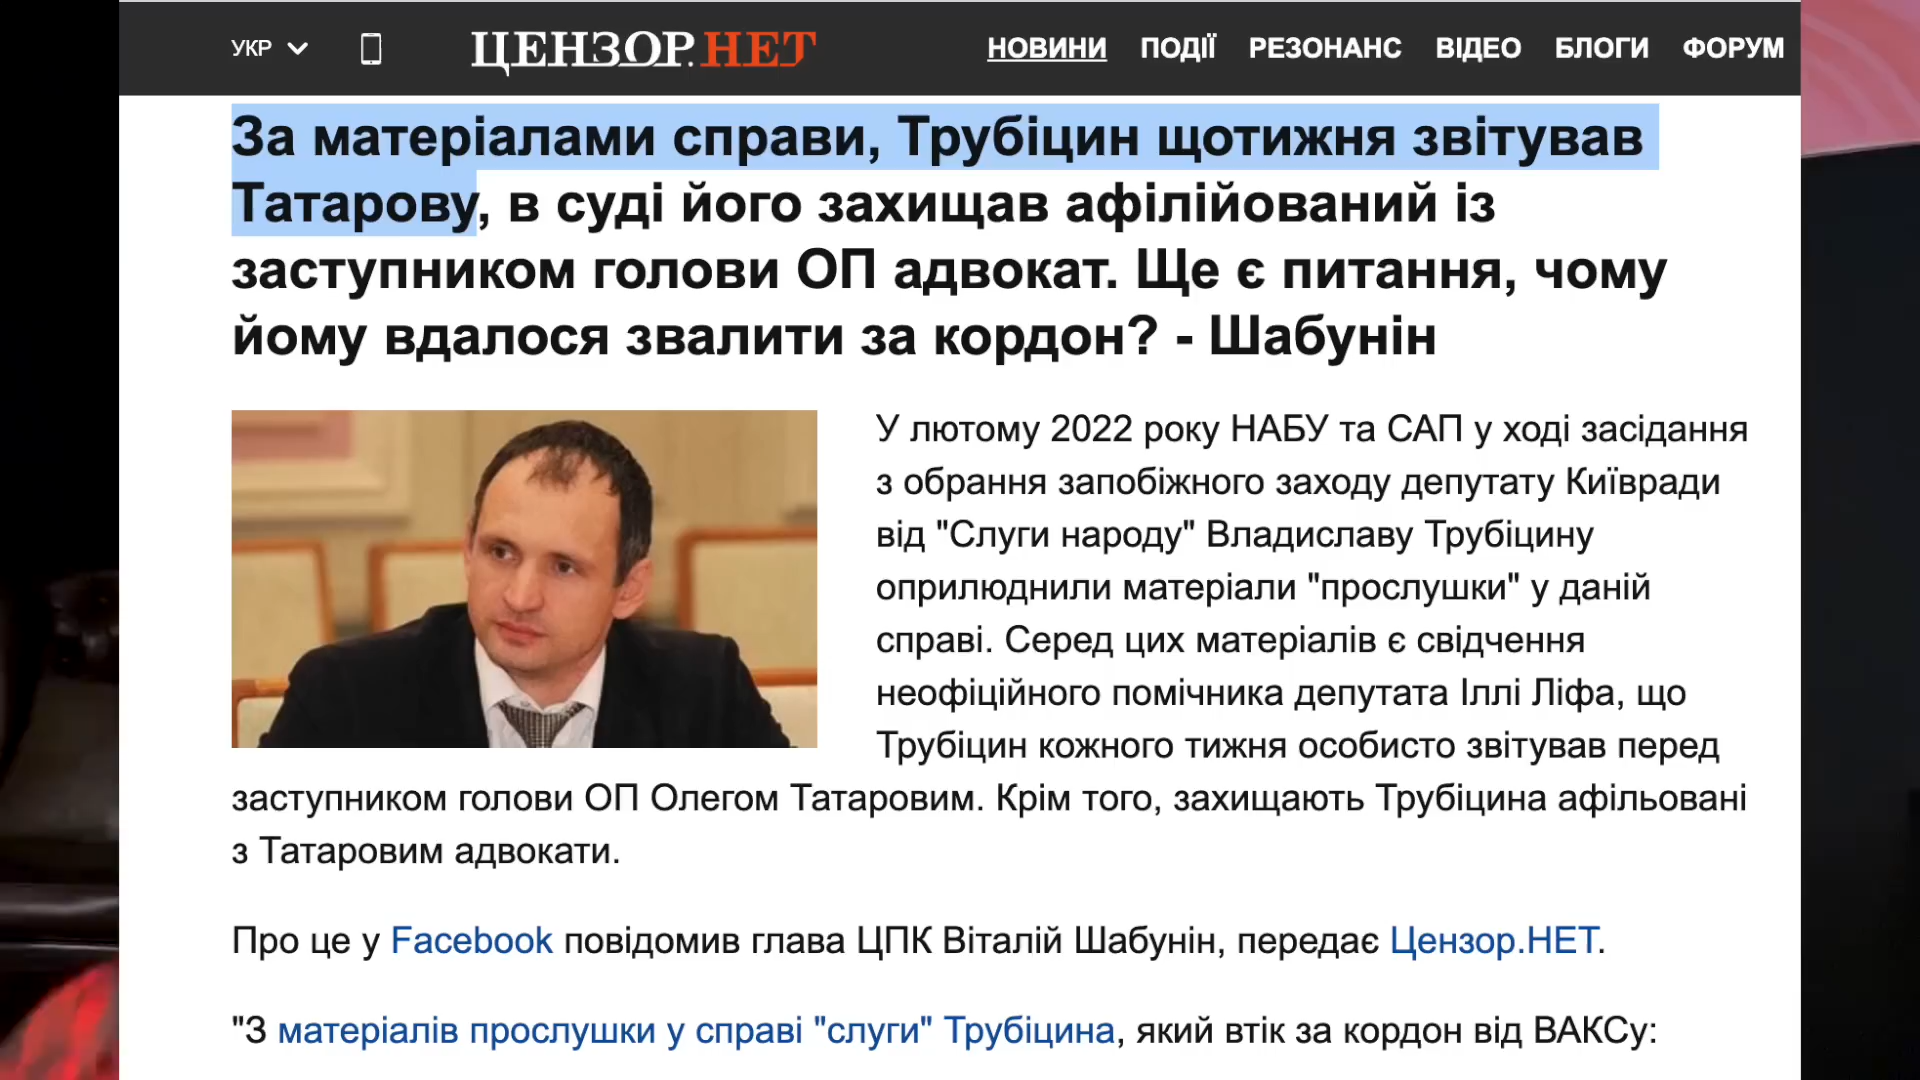 УКР
ЦЕНЗОР.НЕТ
НОВИНИ ПОДІЇ РЕЗОНАНС ВІДЕО БЛОГИ ФОРУМ
За матеріалами справи, Трубіцин щотижня звітував
Татарову, в суді його захищав афілійований із
заступником голови ОП адвокат. Ще є питання, чому
йому вдалося звалити за кордон? - Шабунін
У лютому 2022 року НАБУ та САП у ході засідання
з обрання запобіжного заходу депутату Київради
від "Слуги народу" Владиславу Трубіцину
оприлюднили матеріали "прослушки" у даній
справі. Серед цих матеріалів є свідчення
неофіційного помічника депутата Іллі Ліфа, що
Трубіцин кожного тижня особисто звітував перед
заступником голови ОП Олегом Татаровим. Крім того, захищають Трубіцина афільовані
з Татаровим адвокати.
Про це у Facebook повідомив глава ЦПК Віталій Шабунін, передає Цензор.НЕТ.
"З матеріалів прослушки у справі "слуги" Трубіцина, який втік за кордон від ВАКСу: